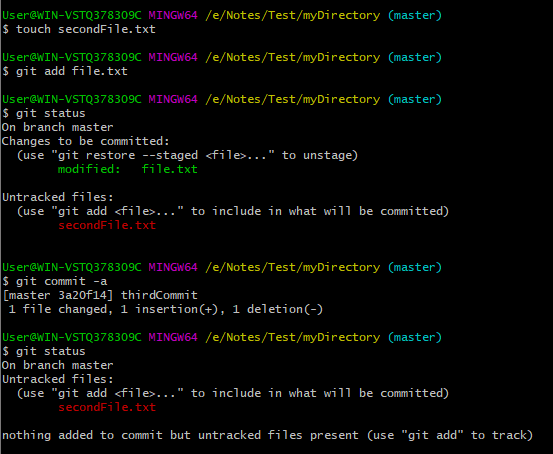 User@WIN-VSTQ378309C MINGW64 /e/Notes/Test/myDirectory (master)
$ touch secondFile.txt
User@WIN-VSTQ378309C MINGW64 /e/Notes/Test/myDirectory (master)
$ git add file.txt
User@WIN-VSTQ378309C MINGW64 /e/Notes/Test/myDirectory (master)
$ git status
On branch master
Changes to be committed:
  (use "git restore --staged <file>..." to unstage)
        modified:   file.txt
Untracked files:
  (use "git add <file>..." to include in what will be committed)
        secondFile.txt
User@WIN-VSTQ378309C MINGW64 /e/Notes/Test/myDirectory (master)
$ git commit -a
[master 3a20f14] thirdCommit
 1 file changed, 1 insertion(+), 1 deletion(-)
User@WIN-VSTQ378309C MINGW64 /e/Notes/Test/myDirectory (master)
$ git status
On branch master
Untracked files:
  (use "git add <file>..." to include in what will be committed)
        secondFile.txt
nothing added to commit but untracked files present (use "git add" to track)